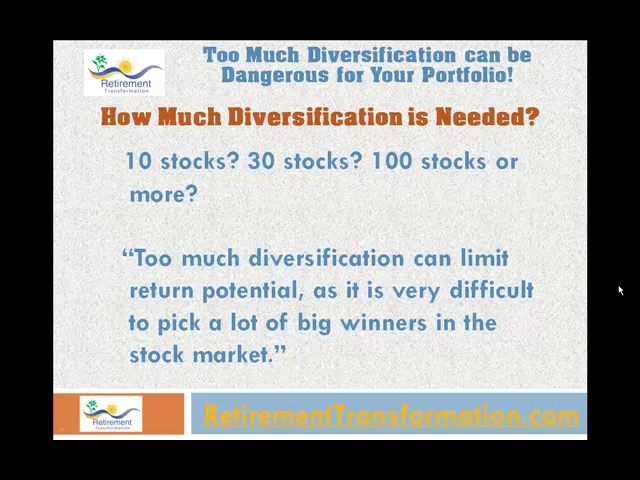 Too Much Diversification can be
Dangerous for Your Portfolio!
Retirement
Transformation
How Much Diversification is Needed?
10 stocks? 30 stocks? 100 stocks or
more?
“Too much diversification can limit
return potential, as it is very difficult
to pick a lot of big winners in the
stock market.”
Retirement
Transformation
RetirementTransformation.com